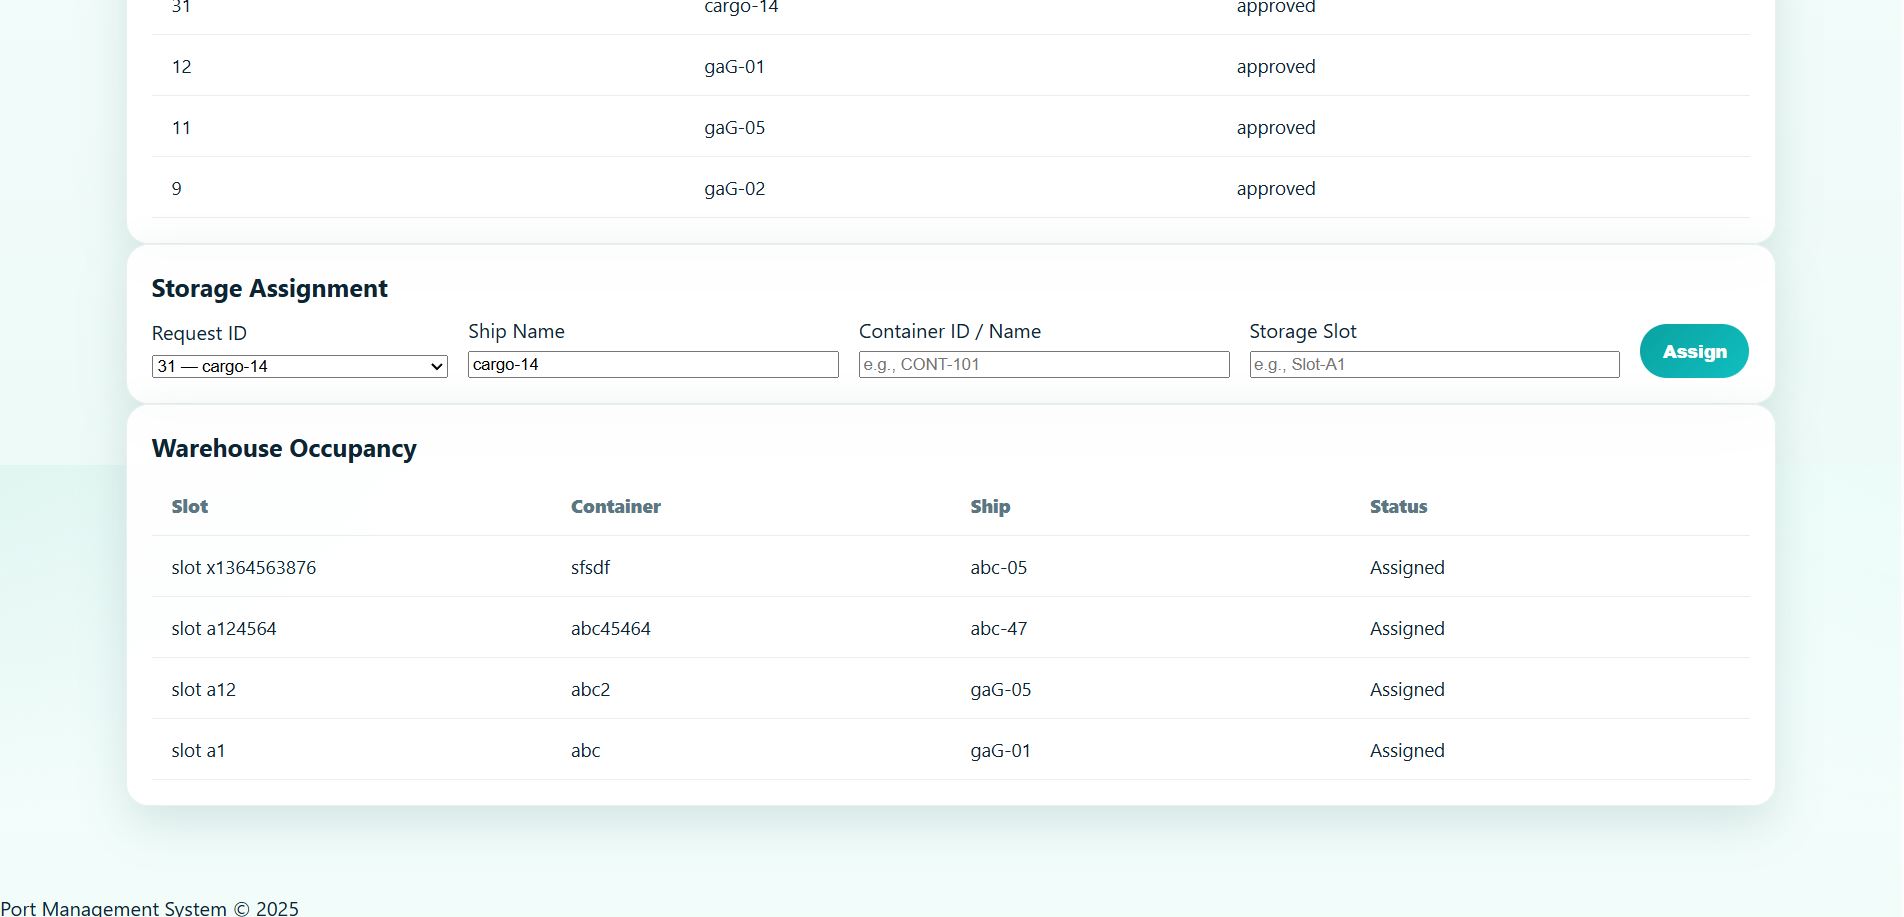 31 cargo-14 approved
12 gaG-01 approved
11 gaG-05 approved
9 gaG-02 approved
Storage Assignment
Request ID Ship Name Container ID / Name Storage Slot
31 — cargo-14 cargo-14 e.g., CONT-101 e.g., Slot-A1 Assign
Warehouse Occupancy
Slot Container Ship Status
slot x1364563876 sfsdf abc-05 Assigned
slot a124564 abc45464 abc-47 Assigned
slot a12 abc2 gaG-05 Assigned
slot a1 abc gaG-01 Assigned
Port Management System © 2025